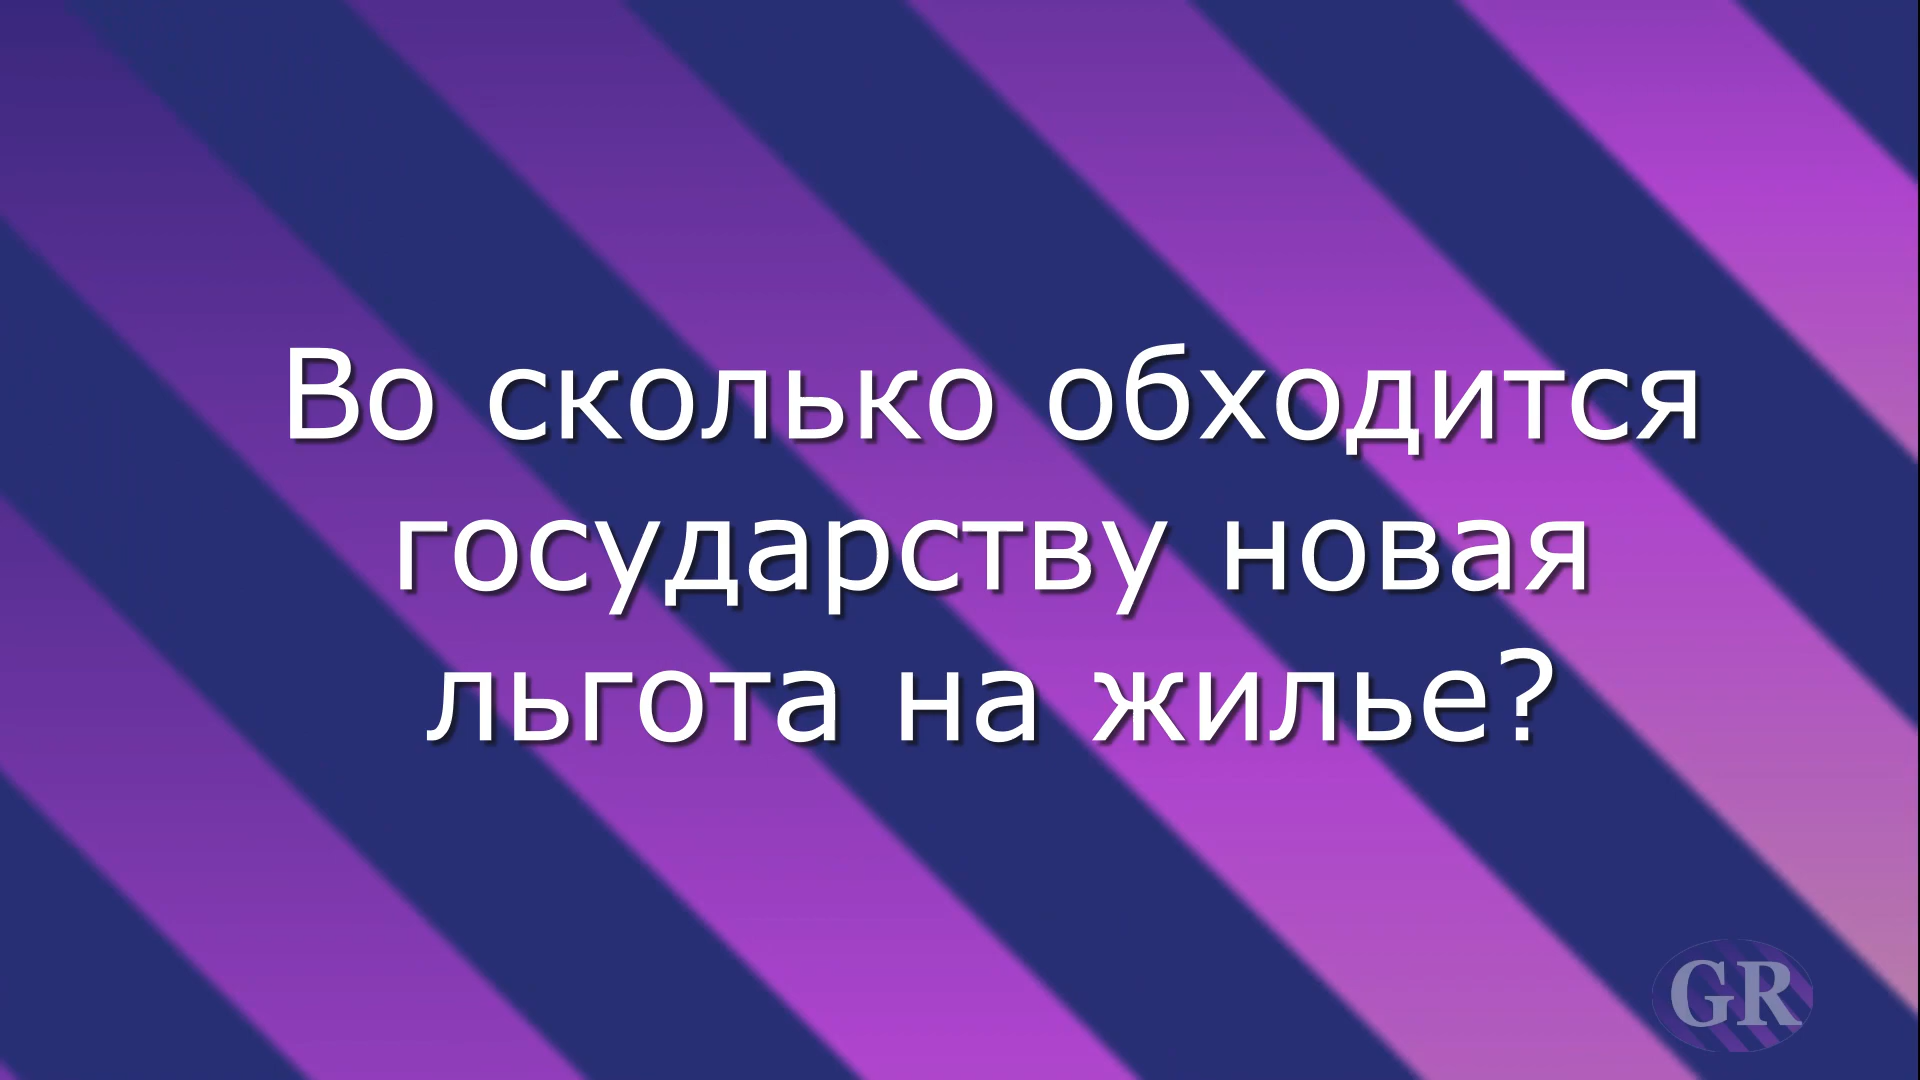 Во сколько обходится
государству новая
льгота на жилье?
GR